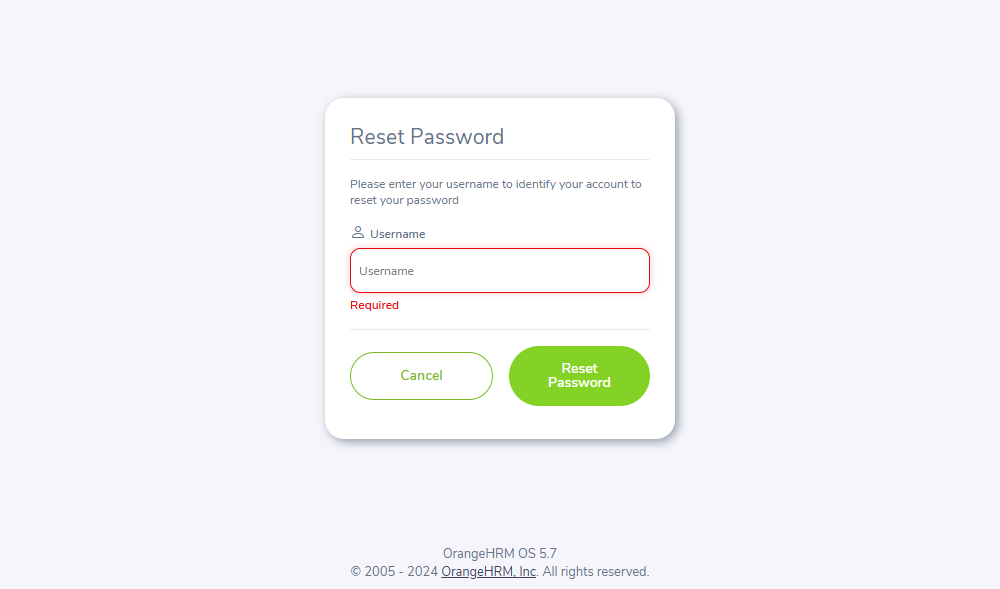 Reset Password
Please enter your username to identify your account to
reset your password
Username
Username
Required
Cancel
Reset
Password
OrangeHRM OS 5.7
© 2005 - 2024 OrangeHRM, Inc. All rights reserved.